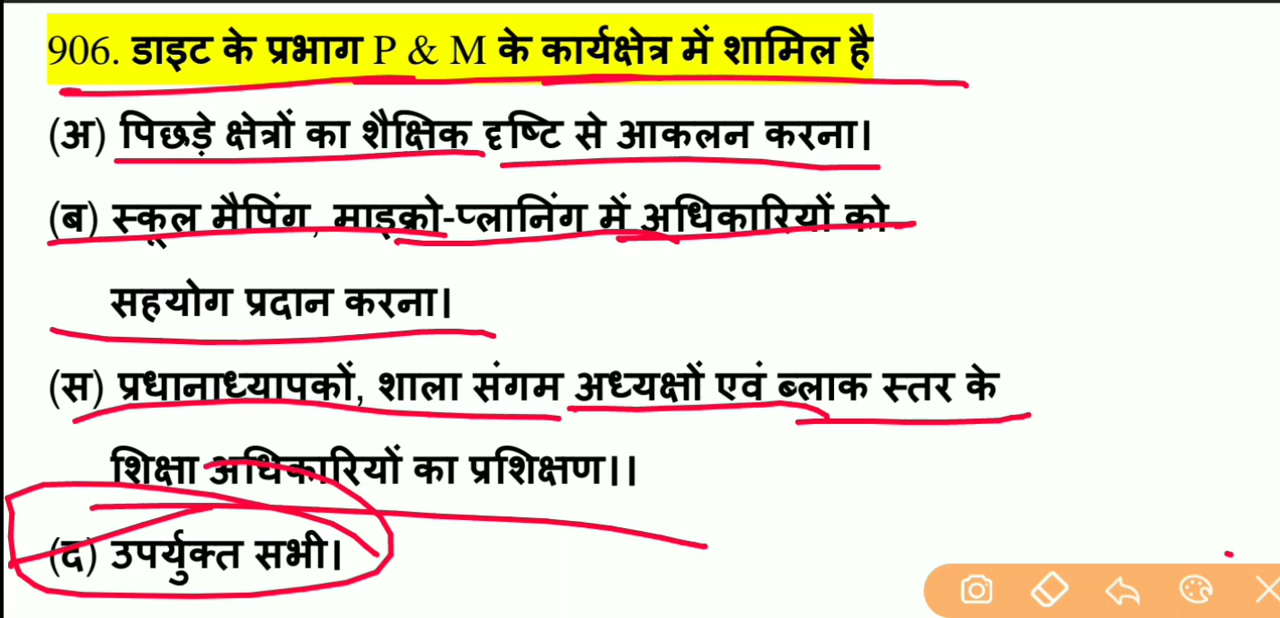 906. डाइट के प्रभाग P & M के कार्यक्षेत्र में शामिल है
(अ) पिछड़े क्षेत्रों का शैक्षिक दृष्टि से आकलन करना।
(ब) स्कूल मैपिंग, माइक्रो-प्लानिंग में अधिकारियों को
सहयोग प्रदान करना।
(स) प्रधानाध्यापकों, शाला संगम अध्यक्षों एवं ब्लाक स्तर के
शिक्षा अधिकारियों का प्रशिक्षण।।
(द) उपर्युक्त सभी।